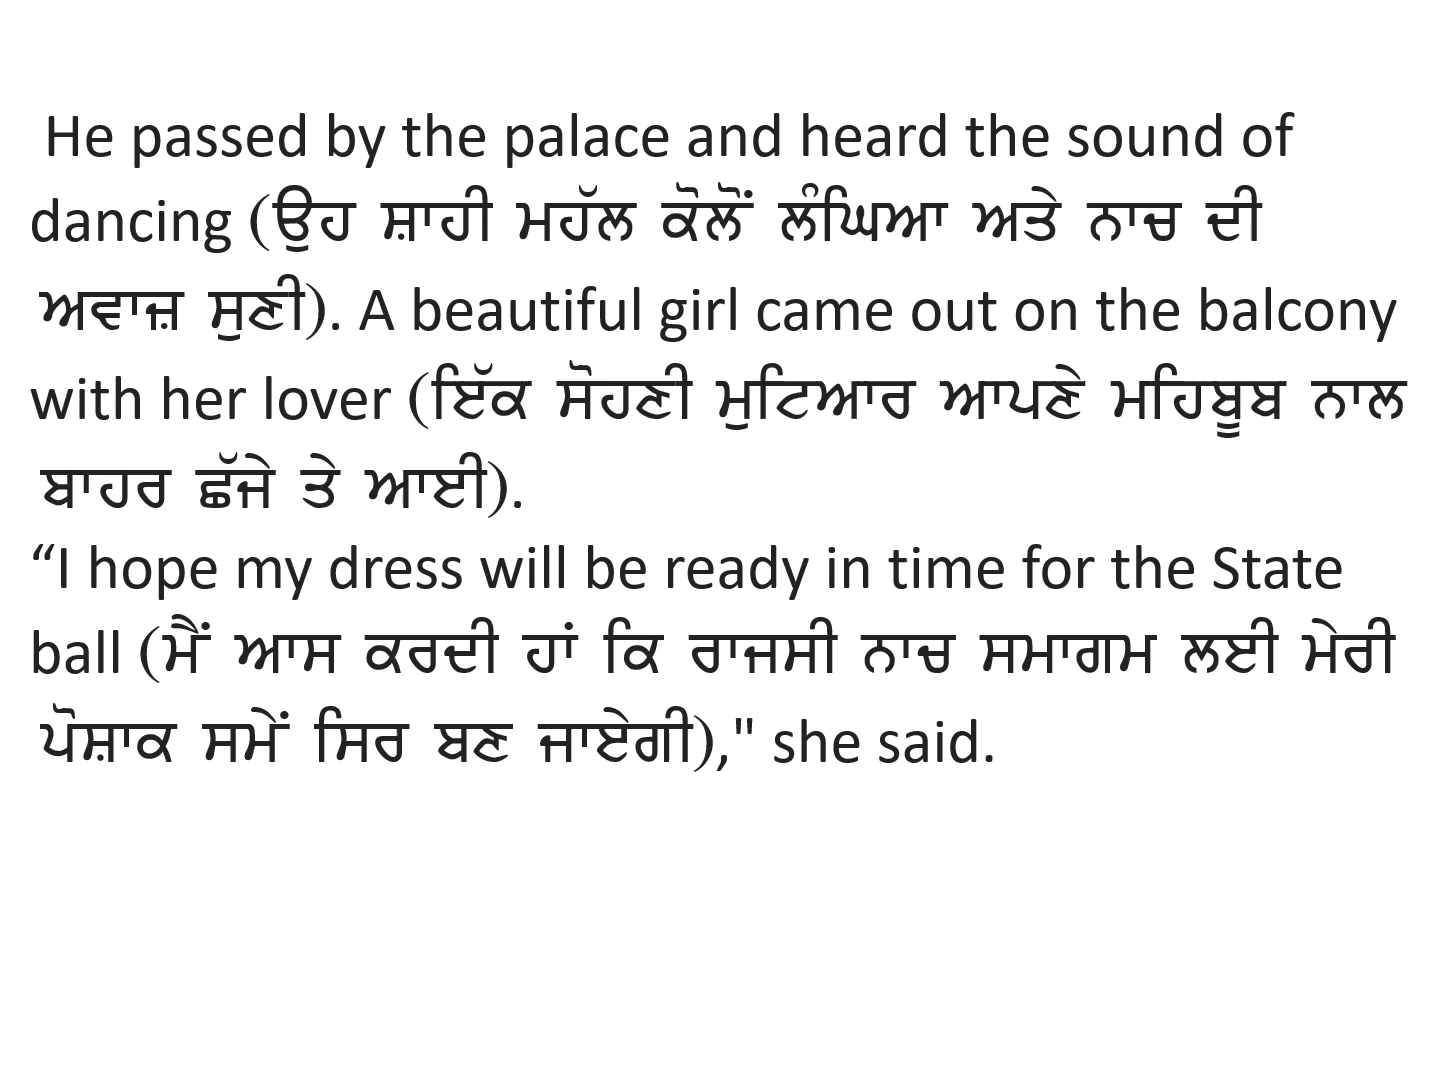 He passed by the palace and heard the sound of
dancing (ਉਹ ਸ਼ਾਹੀ ਮਹੱਲ ਕੋਲੋਂ ਲੰਘਿਆ ਅਤੇ ਨਾਚ ਦੀ
ਅਵਾਜ਼ ਸੁਣੀ). A beautiful girl came out on the balcony
with her lover (ਇੱਕ ਸੋਹਣੀ ਮੁਟਿਆਰ ਆਪਣੇ ਮਹਿਬੂਬ ਨਾਲ
ਬਾਹਰ ਛੱਜੇ ਤੇ ਆਈ).
“I hope my dress will be ready in time for the State
ball (ਮੈਂ ਆਸ ਕਰਦੀ ਹਾਂ ਕਿ ਰਾਜਸੀ ਨਾਚ ਸਮਾਗਮ ਲਈ ਮੇਰੀ
ਪੋਸ਼ਾਕ ਸਮੇਂ ਸਿਰ ਬਣ ਜਾਏਗੀ)," she said.